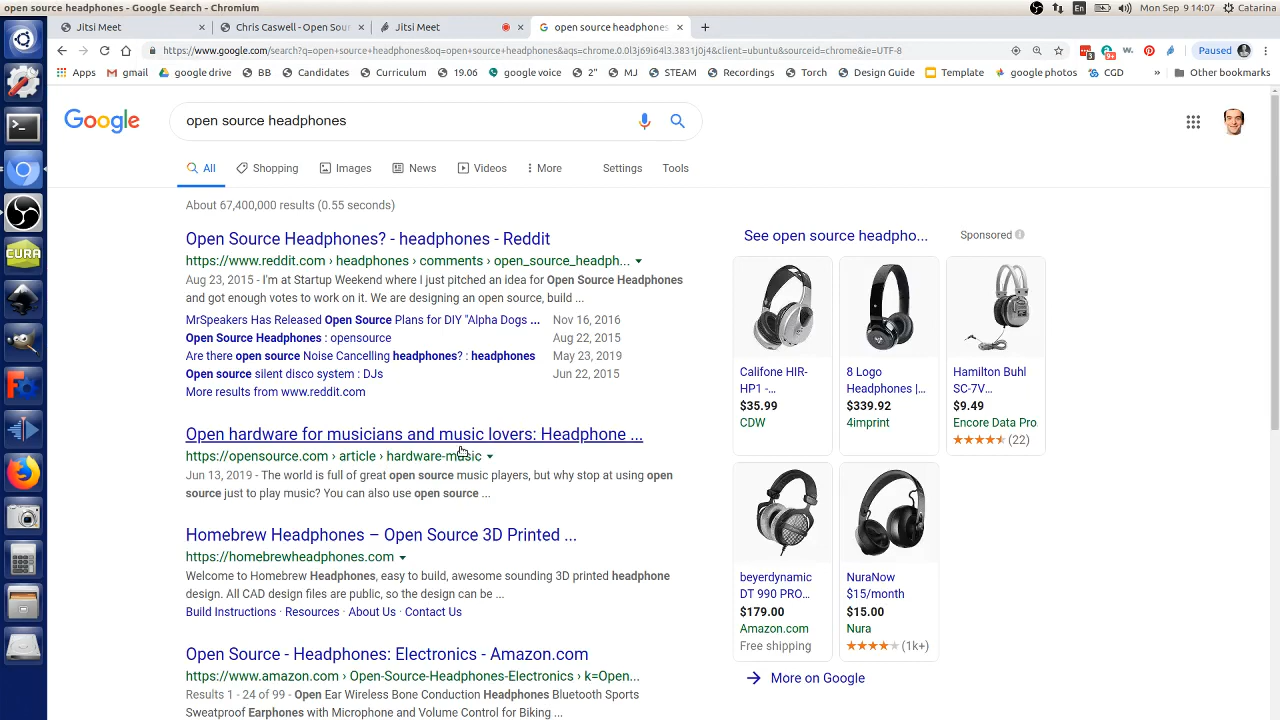 open source headphones - Google Search - Chromium
En
Mon Sep 9 14:07
Catarina
Jitsi Meet
Chris Caswell - Open Sour
Jitsi Meet
open source headphones
https://www.google.com/search?q=open+source+headphones&oq=open+source+headphones&aqs=chrome.0.0l3j69i64l3.3831j0j4&client=ubuntu&sourceid=chrome&ie=UTF-8
Paused
Apps
gmail
google drive
BB
Candidates
Curriculum
19.06
google voice
2"
MJ
STEAM
Recordings
Torch
Design Guide
Template
google photos
CGD
»
Other bookmarks
Google
open source headphones
All
Shopping
Images
News
Videos
More
Settings
Tools
About 67,400,000 results (0.55 seconds)
Open Source Headphones? - headphones - Reddit
https://www.reddit.com › headphones › comments › open_source_headph...
Aug 23, 2015 - I'm at Startup Weekend where I just pitched an idea for Open Source Headphones
and got enough votes to work on it. We are designing an open source, build ...
MrSpeakers Has Released Open Source Plans for DIY "Alpha Dogs ... Nov 16, 2016
Open Source Headphones : opensource Aug 22, 2015
Are there open source Noise Cancelling headphones? : headphones May 23, 2019
Open source silent disco system : DJs Jun 22, 2015
More results from www.reddit.com
Open hardware for musicians and music lovers: Headphone ...
https://opensource.com › article › hardware-music
Jun 13, 2019 - The world is full of great open source music players, but why stop at using open
source just to play music? You can also use open source ...
Homebrew Headphones – Open Source 3D Printed ...
https://homebrewheadphones.com
Welcome to Homebrew Headphones, easy to build, awesome sounding 3D printed headphone
design. All CAD design files are public, so the design can be ...
Build Instructions · Resources · About Us · Contact Us
Open Source - Headphones: Electronics - Amazon.com
https://www.amazon.com › Open-Source-Headphones-Electronics › k=Open...
Results 1 - 24 of 99 - Open Ear Wireless Bone Conduction Headphones Bluetooth Sports
Sweatproof Earphones with Microphone and Volume Control for Biking ...
See open source headpho...
Sponsored
Califone HIR-
HP1 -...
$35.99
CDW
8 Logo
Headphones |...
$339.92
4imprint
Hamilton Buhl
SC-7V...
$9.49
Encore Data Pro
(22)
beyerdynamic
DT 990 PRO...
$179.00
Amazon.com
Free shipping
NuraNow
$15/month
$15.00
Nura
(1k+)
More on Google
CURA